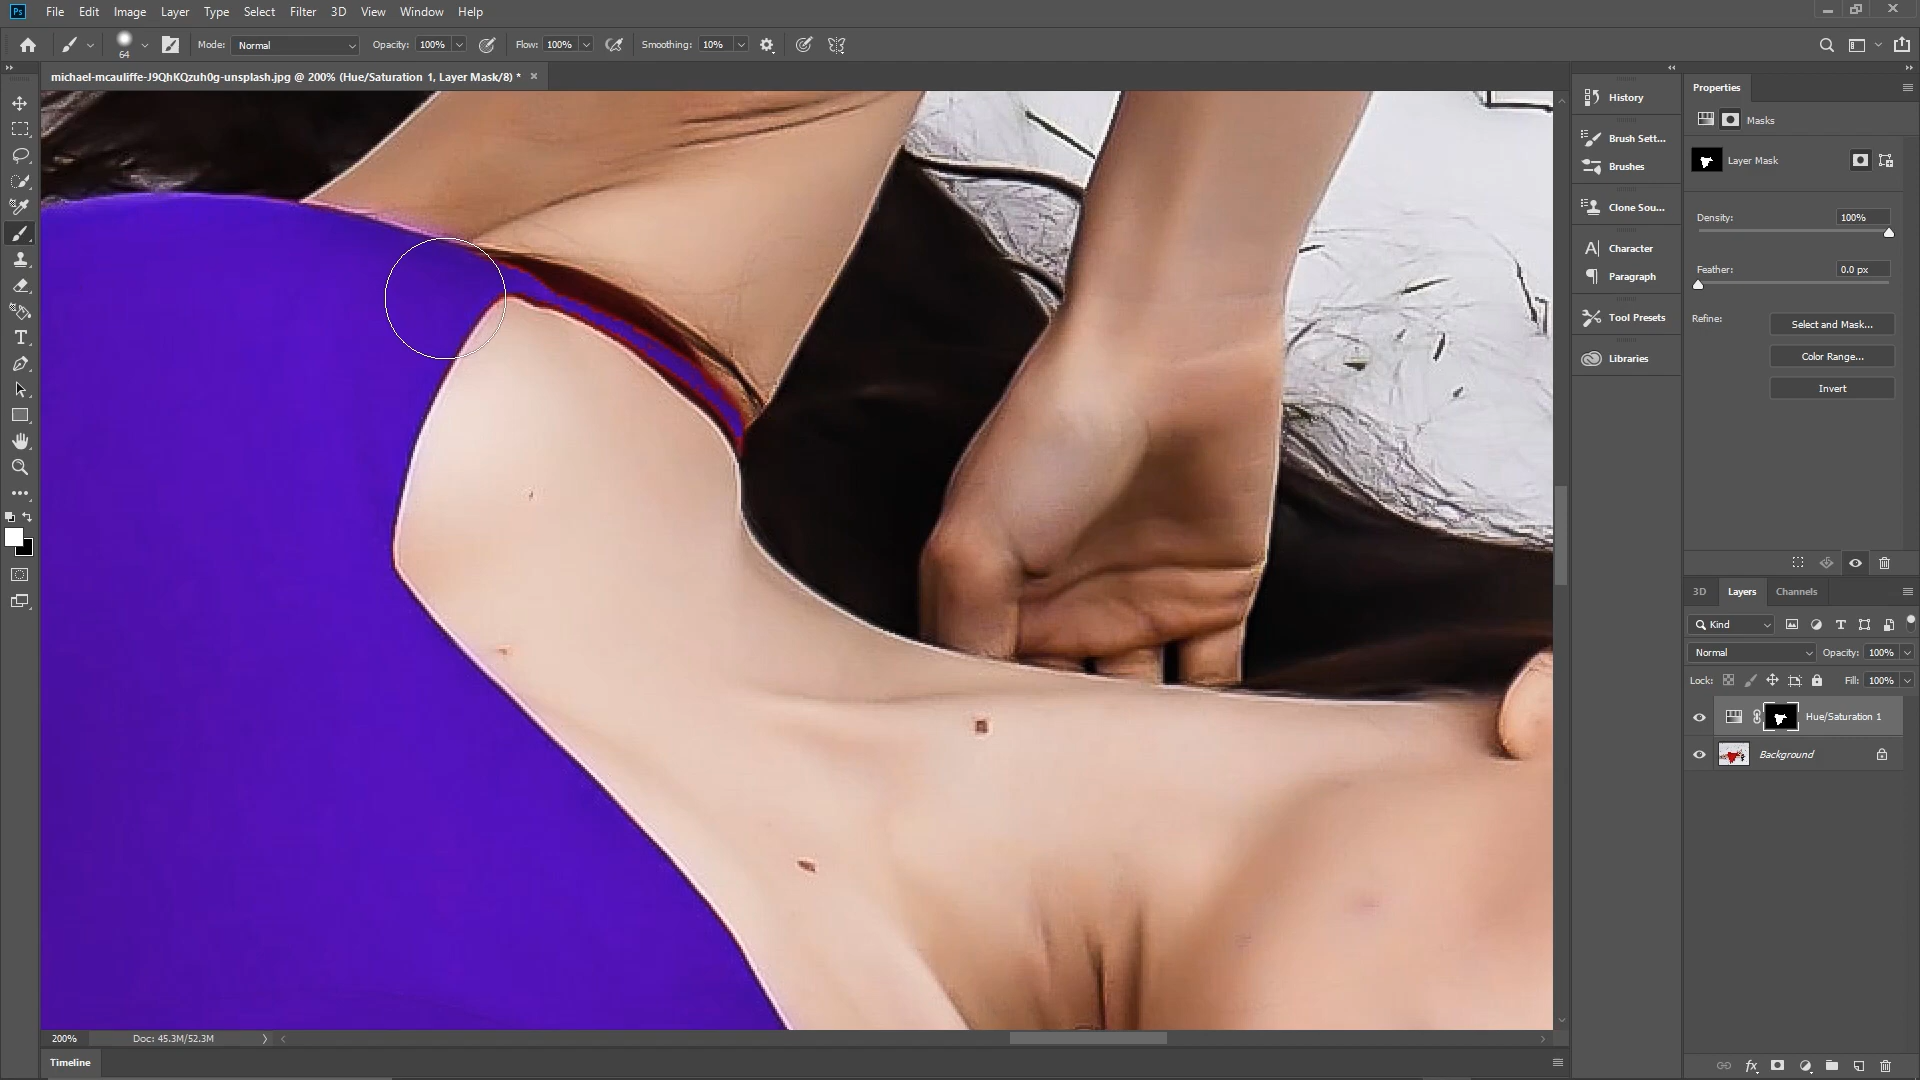 Ps File Edit Image Layer Type Select Filter 3D View Window Help
64 Mode: Normal Opacity: 100% Flow: 100% Smoothing: 10%
michael-mcauliffe-J9QhKQzuh0g-unsplash.jpg @ 200% (Hue/Saturation 1, Layer Mask/8) * ×
History
Brush Sett...
Brushes
Clone Sou...
Character
Paragraph
Tool Presets
Libraries
Properties
Masks
Layer Mask
Density: 100%
Feather: 0.0 px
Refine: Select and Mask...
Color Range...
Invert
3D Layers Channels
Kind
Normal Opacity: 100%
Lock: Fill: 100%
Hue/Saturation 1
Background
fx
200% Doc: 45.3M/52.3M
Timeline